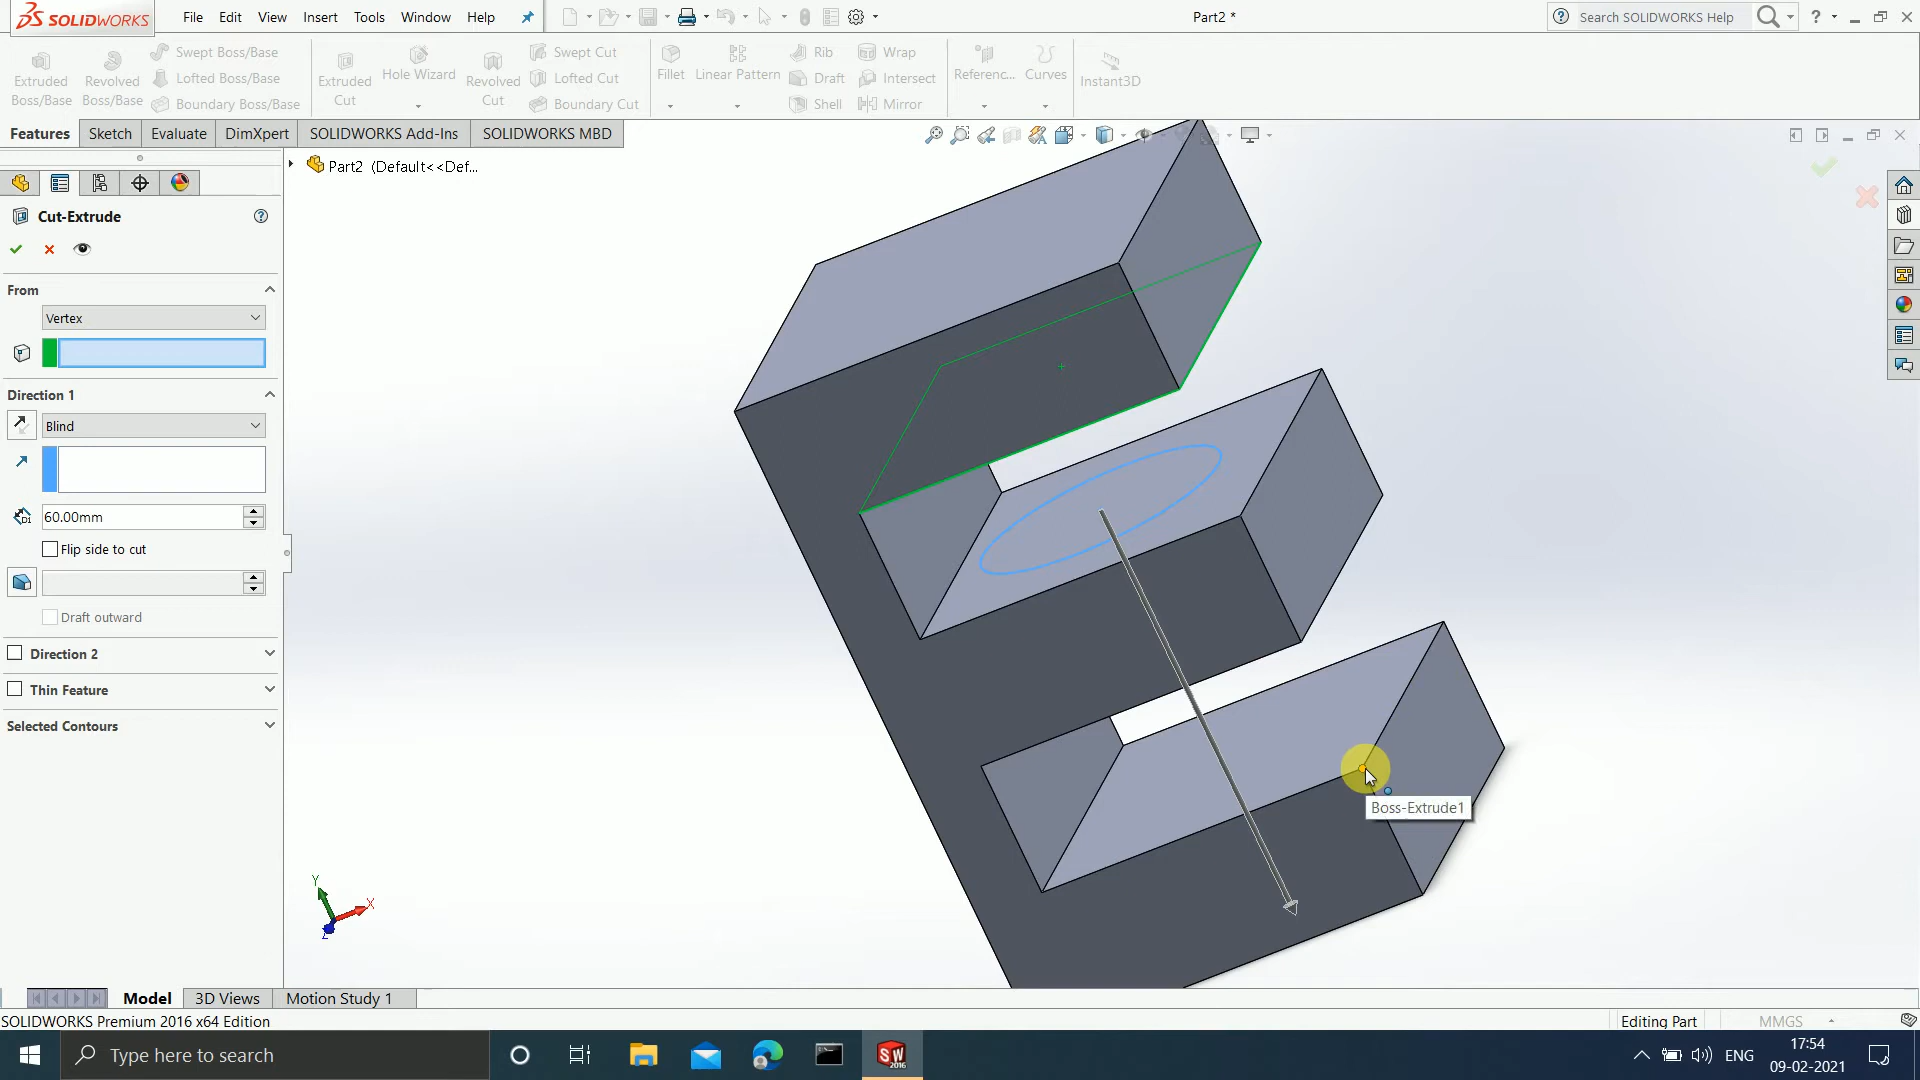 SOLIDWORKS
File Edit View Insert Tools Window Help
Part2 *
Search SOLIDWORKS Help
Extruded Boss/Base
Revolved Boss/Base
Swept Boss/Base
Lofted Boss/Base
Boundary Boss/Base
Extruded Cut
Hole Wizard
Revolved Cut
Swept Cut
Lofted Cut
Boundary Cut
Fillet
Linear Pattern
Rib
Draft
Shell
Wrap
Intersect
Mirror
Referenc...
Curves
Instant3D
Features Sketch Evaluate DimXpert SOLIDWORKS Add-Ins SOLIDWORKS MBD
Part2 (Default<<Def...
Cut-Extrude
From
Vertex
Direction 1
Blind
D1
60.00mm
Flip side to cut
Draft outward
Direction 2
Thin Feature
Selected Contours
Boss-Extrude1
Y
X
Z
Model 3D Views Motion Study 1
SOLIDWORKS Premium 2016 x64 Edition
Editing Part
MMGS
Type here to search
SW
2016
ENG
17:54
09-02-2021